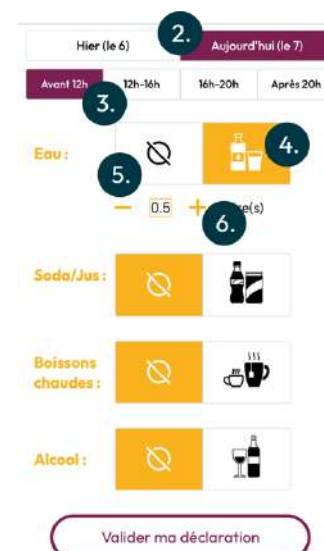 Hier (le 6)
2.
Aujourd'hui (le 7)
Avant 12h
12h-16h
16h-20h
Après 20h
3.
Eau :
4.
5.
0.5
6.
Soda/Jus :
Boissons
chaudes :
Alcool :
Valider ma déclaration